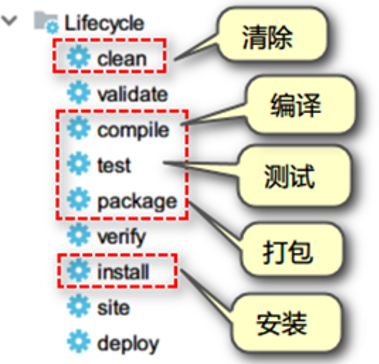 Lifecycle
clean
清除
validate
compile
编译
test
测试
package
打包
verify
install
安装
site
deploy